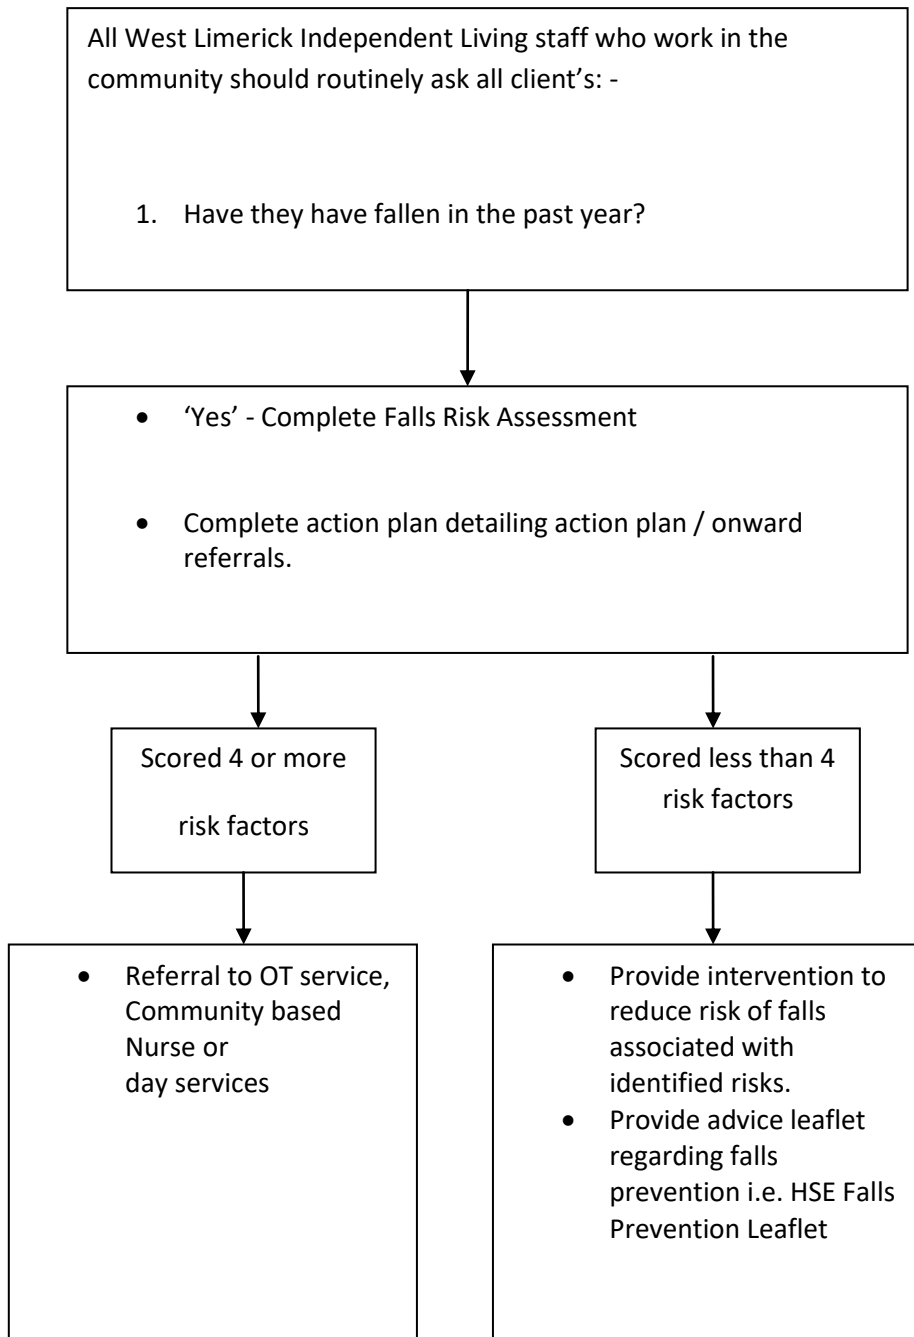 All West Limerick Independent Living staff who work in the
community should routinely ask all client’s: -
1. Have they have fallen in the past year?
• ‘Yes’ - Complete Falls Risk Assessment
• Complete action plan detailing action plan / onward
referrals.
Scored 4 or more
risk factors
Scored less than 4
risk factors
• Referral to OT service,
Community based
Nurse or
day services
• Provide intervention to
reduce risk of falls
associated with
identified risks.
• Provide advice leaflet
regarding falls
prevention i.e. HSE Falls
Prevention Leaflet